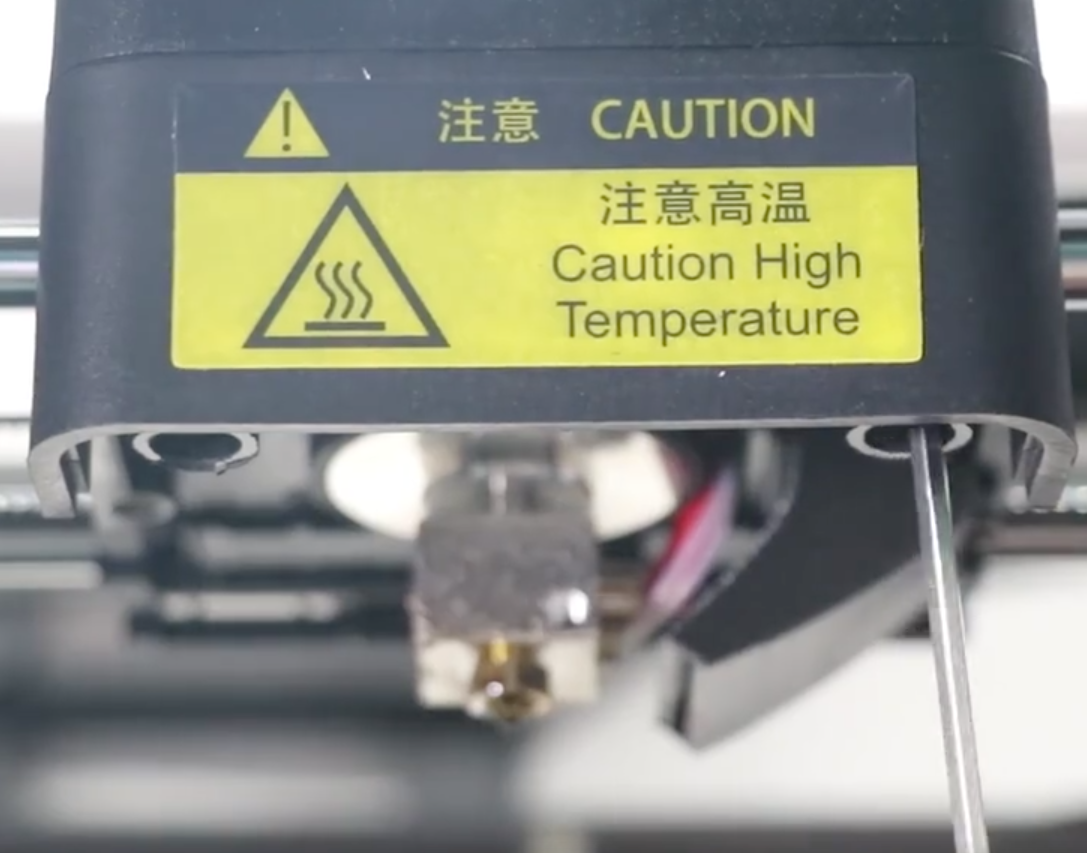 注意 CAUTION
注意高温
Caution High
Temperature